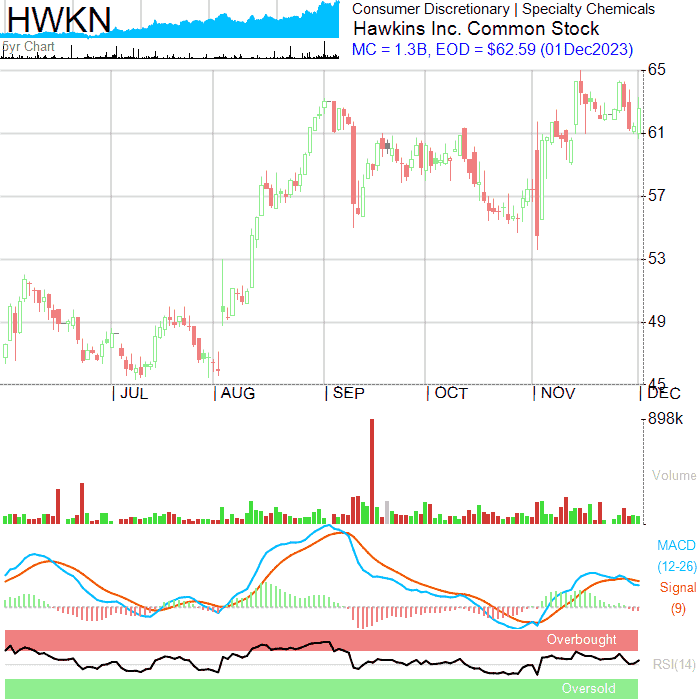 HWKN
5yr Chart
Consumer Discretionary | Specialty Chemicals
Hawkins Inc. Common Stock
MC = 1.3B, EOD = $62.59 (01Dec2023)
65
61
57
53
49
45
JUL
AUG
SEP
OCT
NOV
DEC
898k
Volume
MACD
(12-26)
Signal
(9)
Overbought
RSI(14)
Oversold